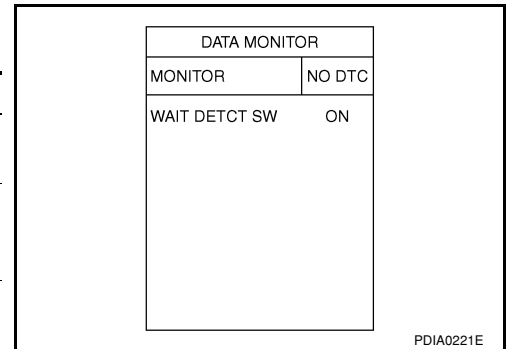 DATA MONITOR
MONITOR NO DTC
WAIT DETCT SW ON
PDIA0221E